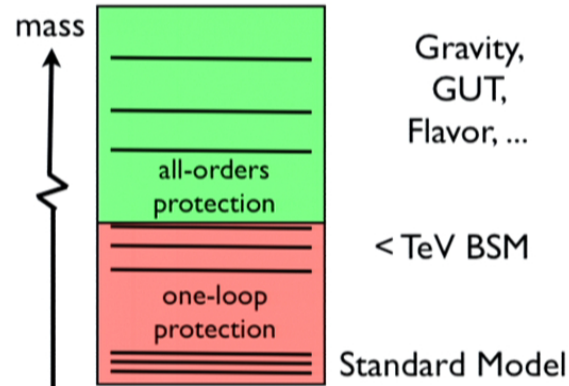 mass
Gravity,
GUT,
Flavor, ...
all-orders
protection
< TeV BSM
one-loop
protection
Standard Model